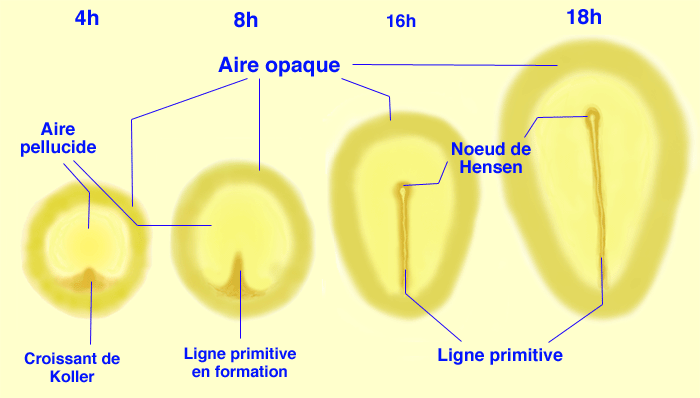 4h
8h
16h
18h
Aire opaque
Aire
pellucide
Noeud de
Hensen
Croissant de
Koller
Ligne primitive
en formation
Ligne primitive